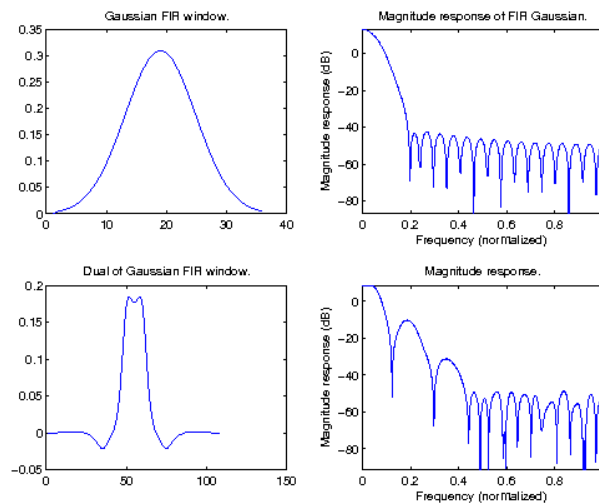 Gaussian FIR window.
0.35
0.3
0.25
0.2
0.15
0.1
0.05
0
0 10 20 30 40
Magnitude response of FIR Gaussian.
Magnitude response (dB)
0
−20
−40
−60
−80
0 0.2 0.4 0.6 0.8
Frequency (normalized)
Dual of Gaussian FIR window.
0.2
0.15
0.1
0.05
0
−0.05
0 50 100 150
Magnitude response.
Magnitude response (dB)
0
−20
−40
−60
−80
0 0.2 0.4 0.6 0.8
Frequency (normalized)